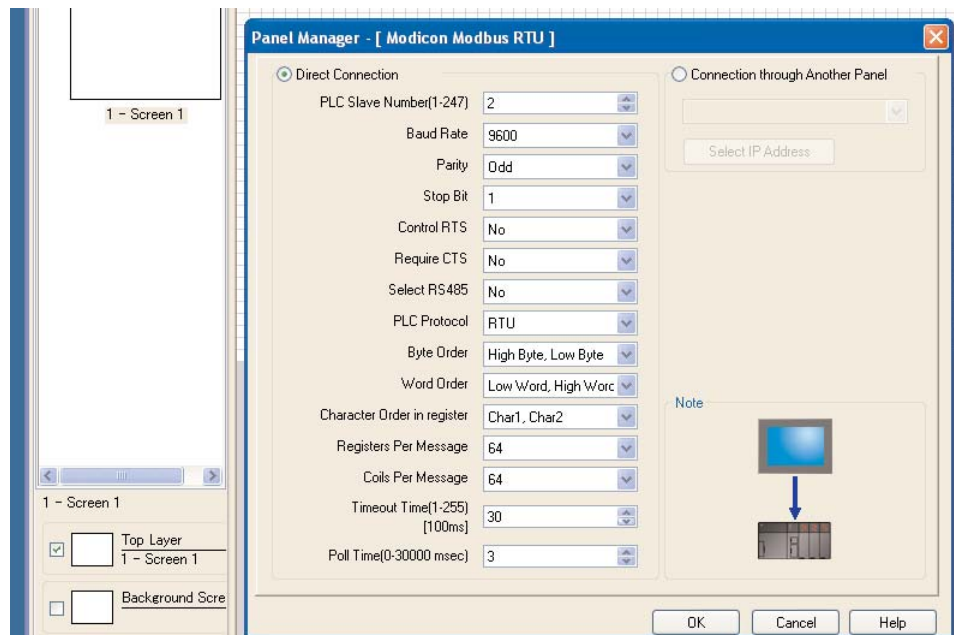 1 - Screen 1
Panel Manager - [ Modicon Modbus RTU ]
Direct Connection
PLC Slave Number(1-247) 2
Baud Rate 9600
Parity Odd
Stop Bit 1
Control RTS No
Require CTS No
Select RS485 No
PLC Protocol RTU
Byte Order High Byte, Low Byte
Word Order Low Word, High Word
Character Order in register Char1, Char2
Registers Per Message 64
Coils Per Message 64
Timeout Time(1-255)
[100ms] 30
Poll Time(0-30000 msec) 3
Connection through Another Panel
Select IP Address
Note
OK Cancel Help
1 - Screen 1
Top Layer
1 - Screen 1
Background Scre